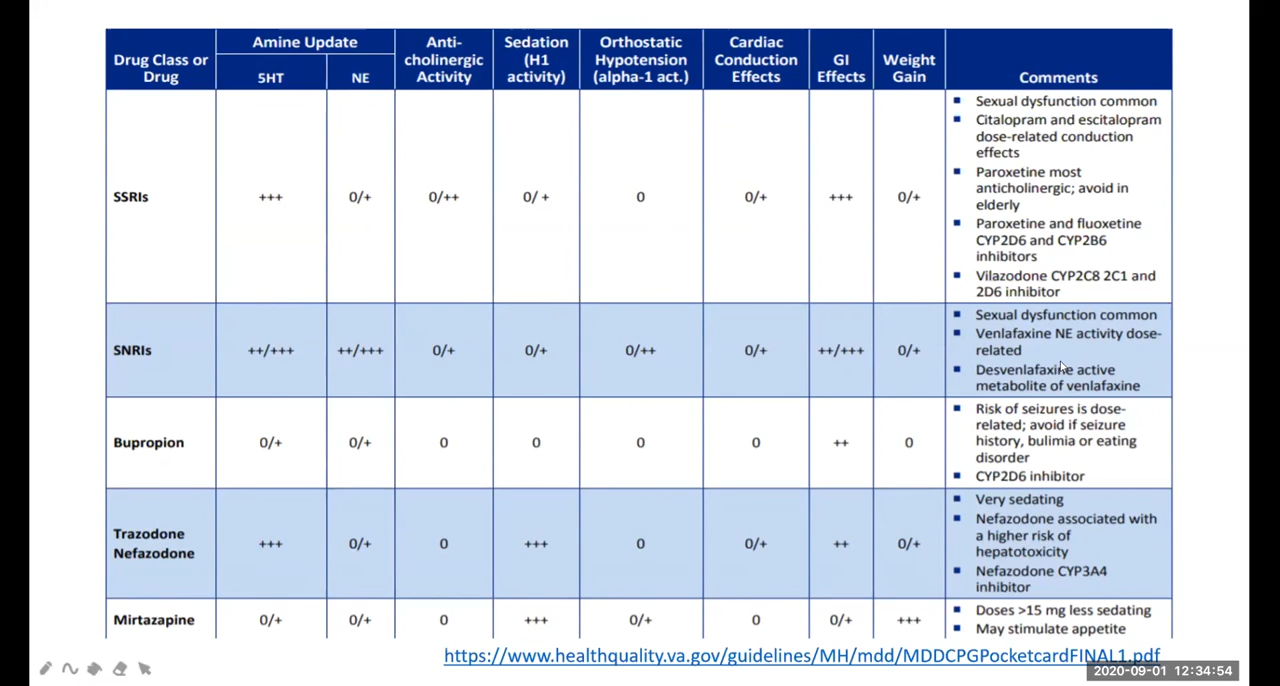 Drug Class or Drug
Amine Update
5HT
NE
Anti-cholinergic Activity
Sedation (H1 activity)
Orthostatic Hypotension (alpha-1 act.)
Cardiac Conduction Effects
GI Effects
Weight Gain
Comments
SSRIs
+++
0/+
0/++
0/ +
0
0/+
+++
0/+
Sexual dysfunction common
Citalopram and escitalopram
dose-related conduction
effects
Paroxetine most
anticholinergic; avoid in
elderly
Paroxetine and fluoxetine
CYP2D6 and CYP2B6
inhibitors
Vilazodone CYP2C8 2C1 and
2D6 inhibitor
SNRIs
++/+++
++/+++
0/+
0/+
0/++
0/+
++/+++
0/+
Sexual dysfunction common
Venlafaxine NE activity dose-
related
Desvenlafaxine active
metabolite of venlafaxine
Bupropion
0/+
0/+
0
0
0
0
++
0
Risk of seizures is dose-
related; avoid if seizure
history, bulimia or eating
disorder
CYP2D6 inhibitor
Trazodone
Nefazodone
+++
0/+
0
+++
0
0/+
++
0/+
Very sedating
Nefazodone associated with
a higher risk of
hepatotoxicity
Nefazodone CYP3A4
inhibitor
Mirtazapine
0/+
0/+
0
+++
0/+
0
0/+
+++
Doses >15 mg less sedating
May stimulate appetite
https://www.healthquality.va.gov/guidelines/MH/mdd/MDDCPGPocketcardFINAL1.pdf
2020-09-01 12:34:54